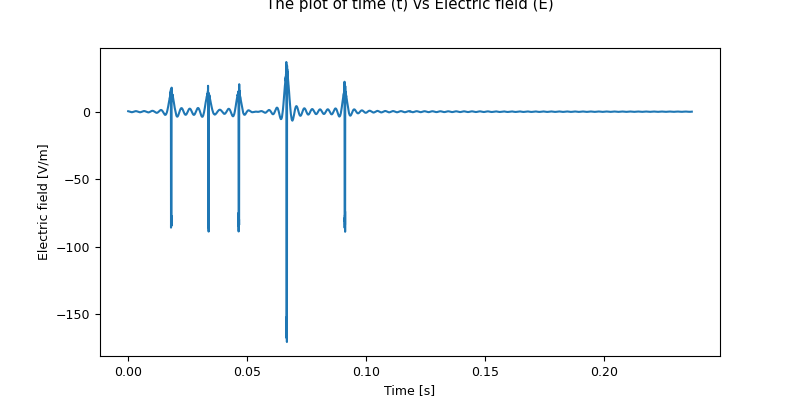 The plot of time (t) vs Electric field (E)
0
−50
−100
−150
Electric field [V/m]
0.00 0.05 0.10 0.15 0.20
Time [s]